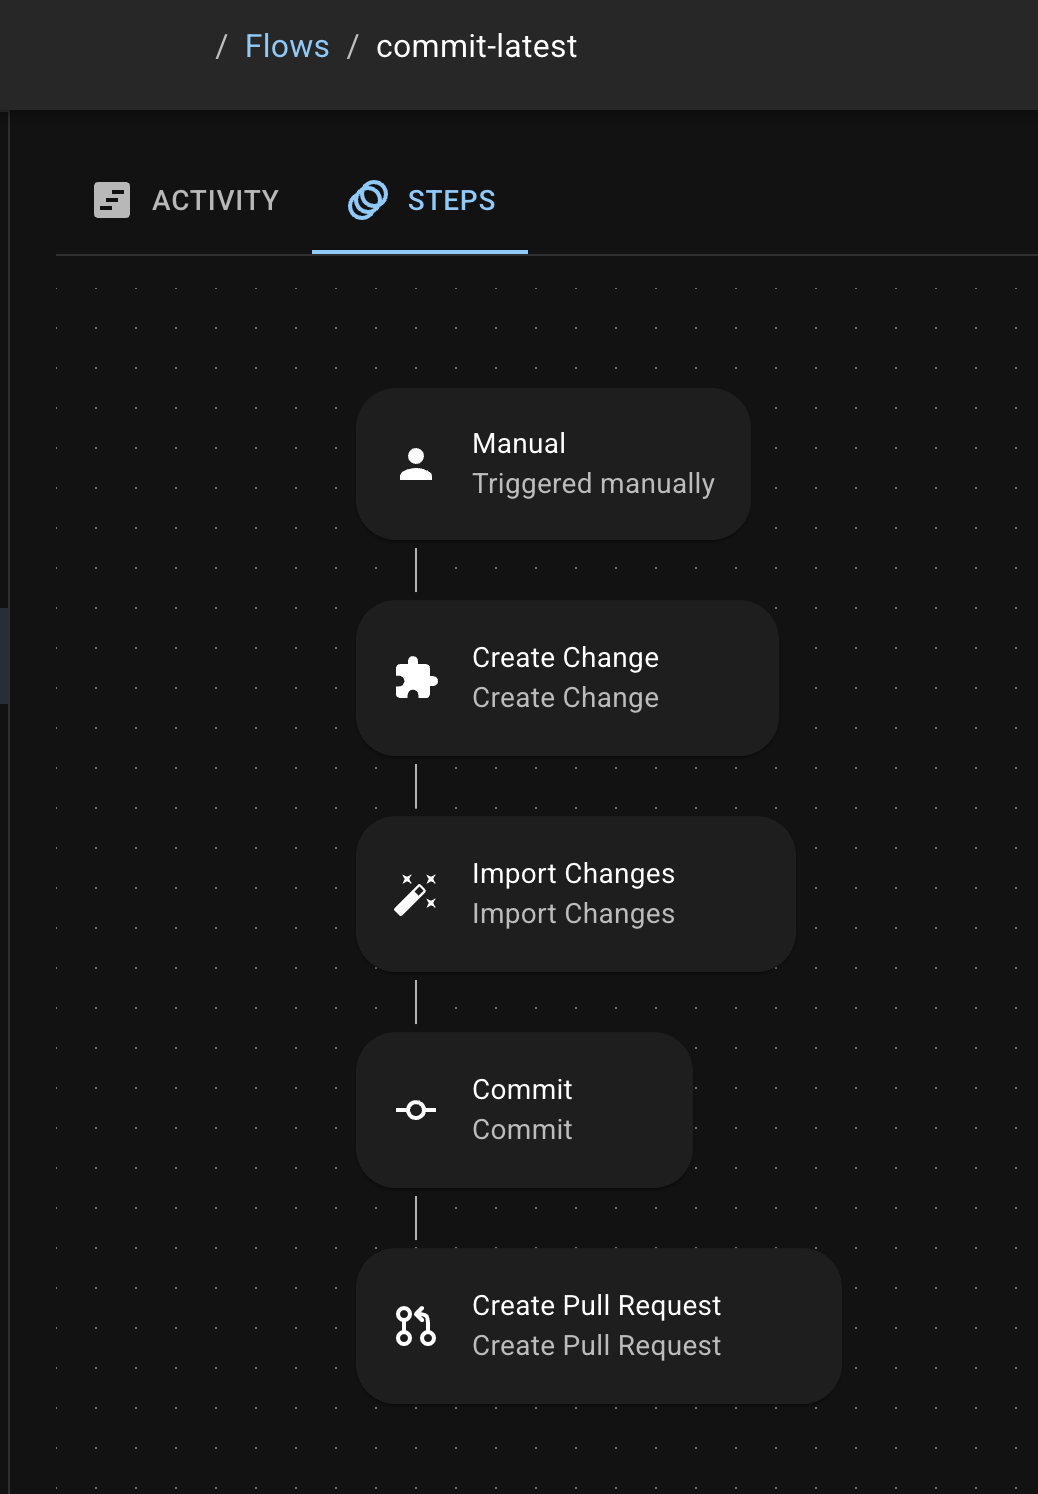 / Flows / commit-latest
ACTIVITY
STEPS
Manual
Triggered manually
Create Change
Create Change
Import Changes
Import Changes
Commit
Commit
Create Pull Request
Create Pull Request